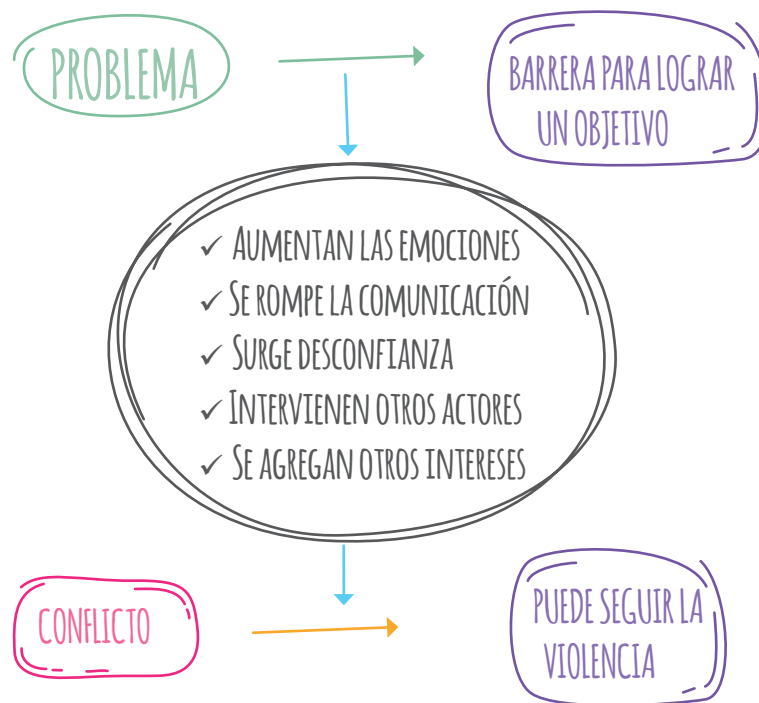 PROBLEMA
BARRERA PARA LOGRAR
UN OBJETIVO
✓ AUMENTAN LAS EMOCIONES
✓ SE ROMPE LA COMUNICACIÓN
✓ SURGE DESCONFIANZA
✓ INTERVIENEN OTROS ACTORES
✓ SE AGREGAN OTROS INTERESES
CONFLICTO
PUEDE SEGUIR LA
VIOLENCIA